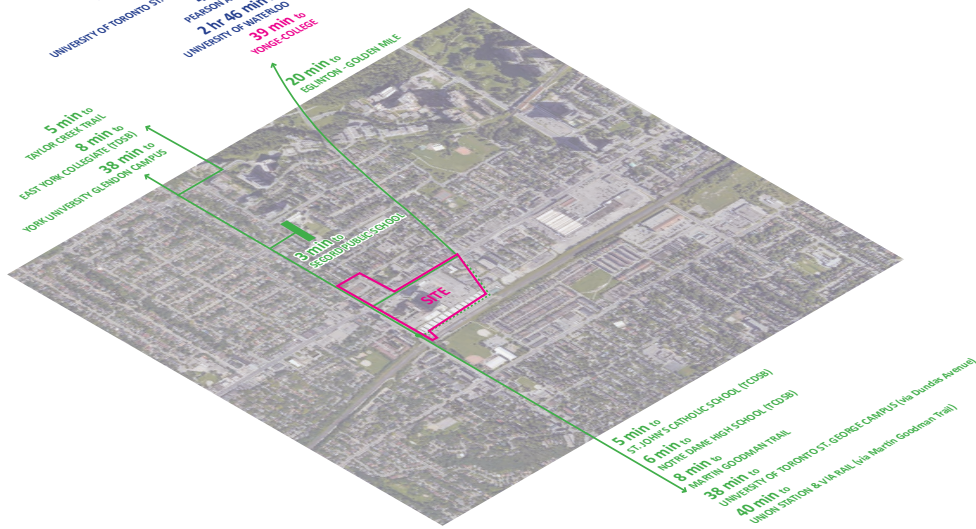 UNIVERSITY OF TORONTO
PEARSON
2 hr 46 min
UNIVERSITY OF WATERLOO
39 min to
YONGE-COLLEGE
20 min to
EGLINTON - GOLDEN MILE
5 min to
TAYLOR CREEK TRAIL
8 min to
EAST YORK COLLEGIATE (TDSB)
38 min to
YORK UNIVERSITY GLENDON CAMPUS
3 min to
PUBLIC SCHOOL
SITE
5 min to
ST. JOHN'S CATHOLIC SCHOOL (TCDSB)
6 min to
NOTRE DAME HIGH SCHOOL (TCDSB)
8 min to
MARTIN GOODMAN TRAIL
38 min to
UNIVERSITY OF TORONTO ST. GEORGE CAMPUS (via Dundas Avenue)
40 min to
UNION STATION & VIA RAIL (via Martin Goodman Trail)